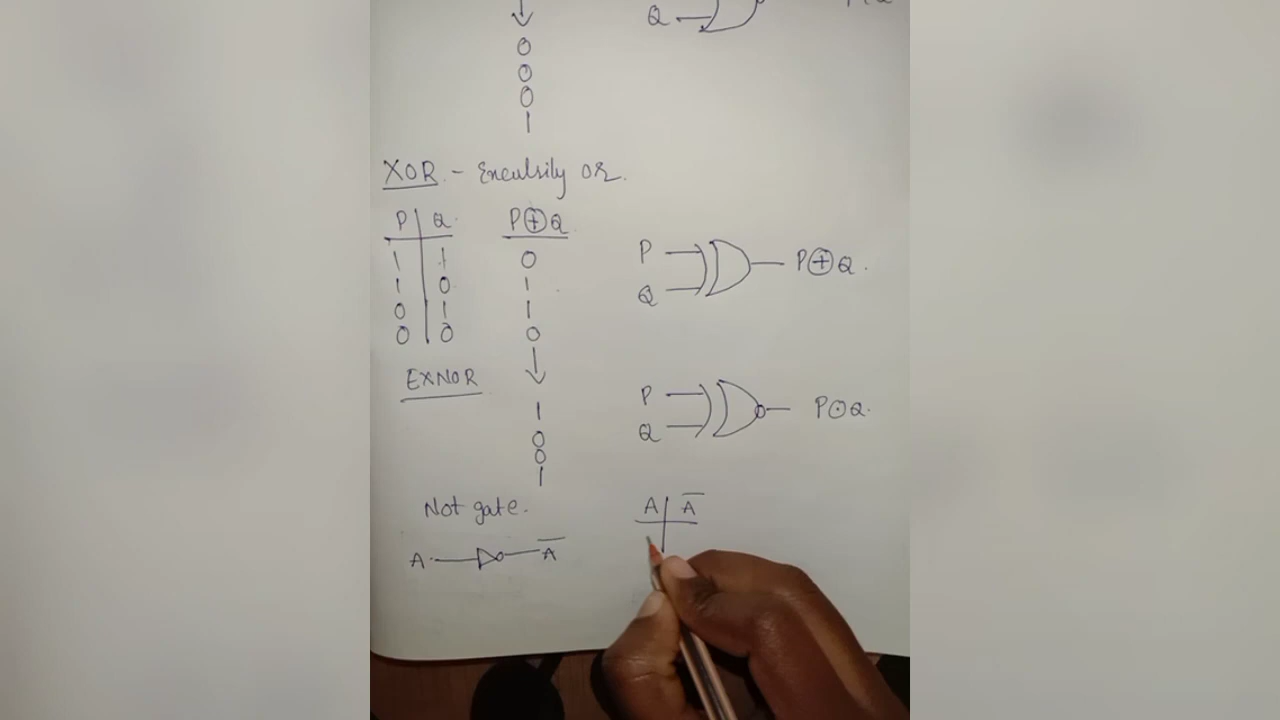 Q
0
0
0
1
XOR - Exculsily OR.
P Q P⊕Q
1 1 0
1 0 1
0 1 1
0 0 0
P
Q
P⊕Q.
EXNOR
1
0
0
1
P
Q
P⊙Q.
Not gate.
A A̅
A A̅